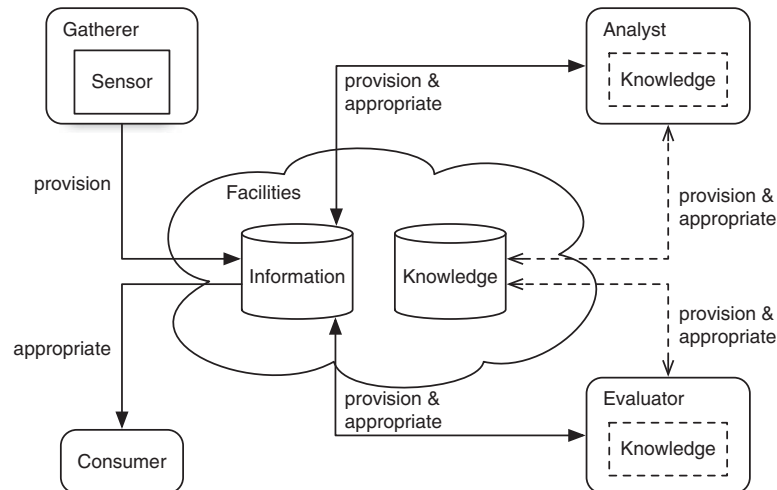 Gatherer
Sensor
Analyst
Knowledge
provision &
appropriate
provision
Facilities
provision &
appropriate
Information
Knowledge
appropriate
provision &
appropriate
provision &
appropriate
Evaluator
Knowledge
Consumer